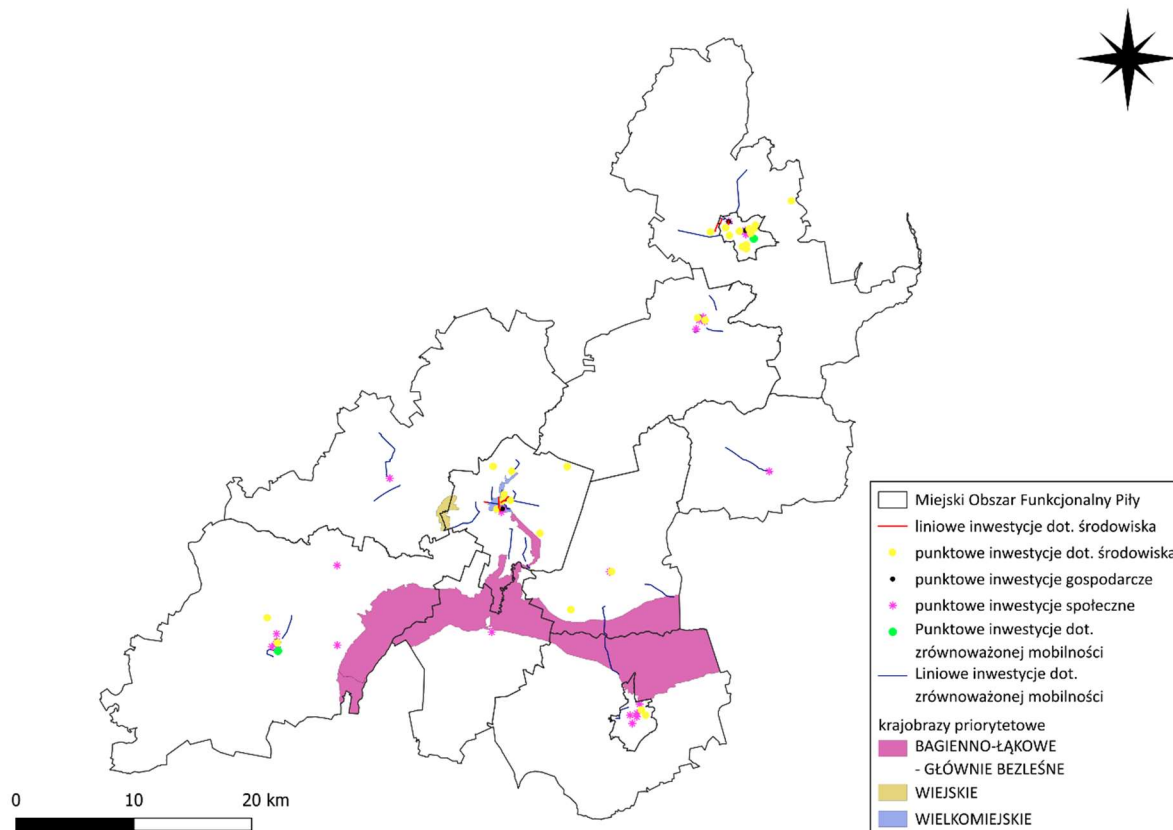 Miejski Obszar Funkcjonalny Piły
liniowe inwestycje dot. środowiska
punktowe inwestycje dot. środowiska
punktowe inwestycje gospodarcze
punktowe inwestycje społeczne
Punktowe inwestycje dot.
zrównoważonej mobilności
Liniowe inwestycje dot.
zrównoważonej mobilności
krajobrazy priorytetowe
BAGIENNO-ŁĄKOWE
- GŁÓWNIE BEZLEŚNE
WIEJSKIE
WIELKOMIEJSKIE
0 10 20 km